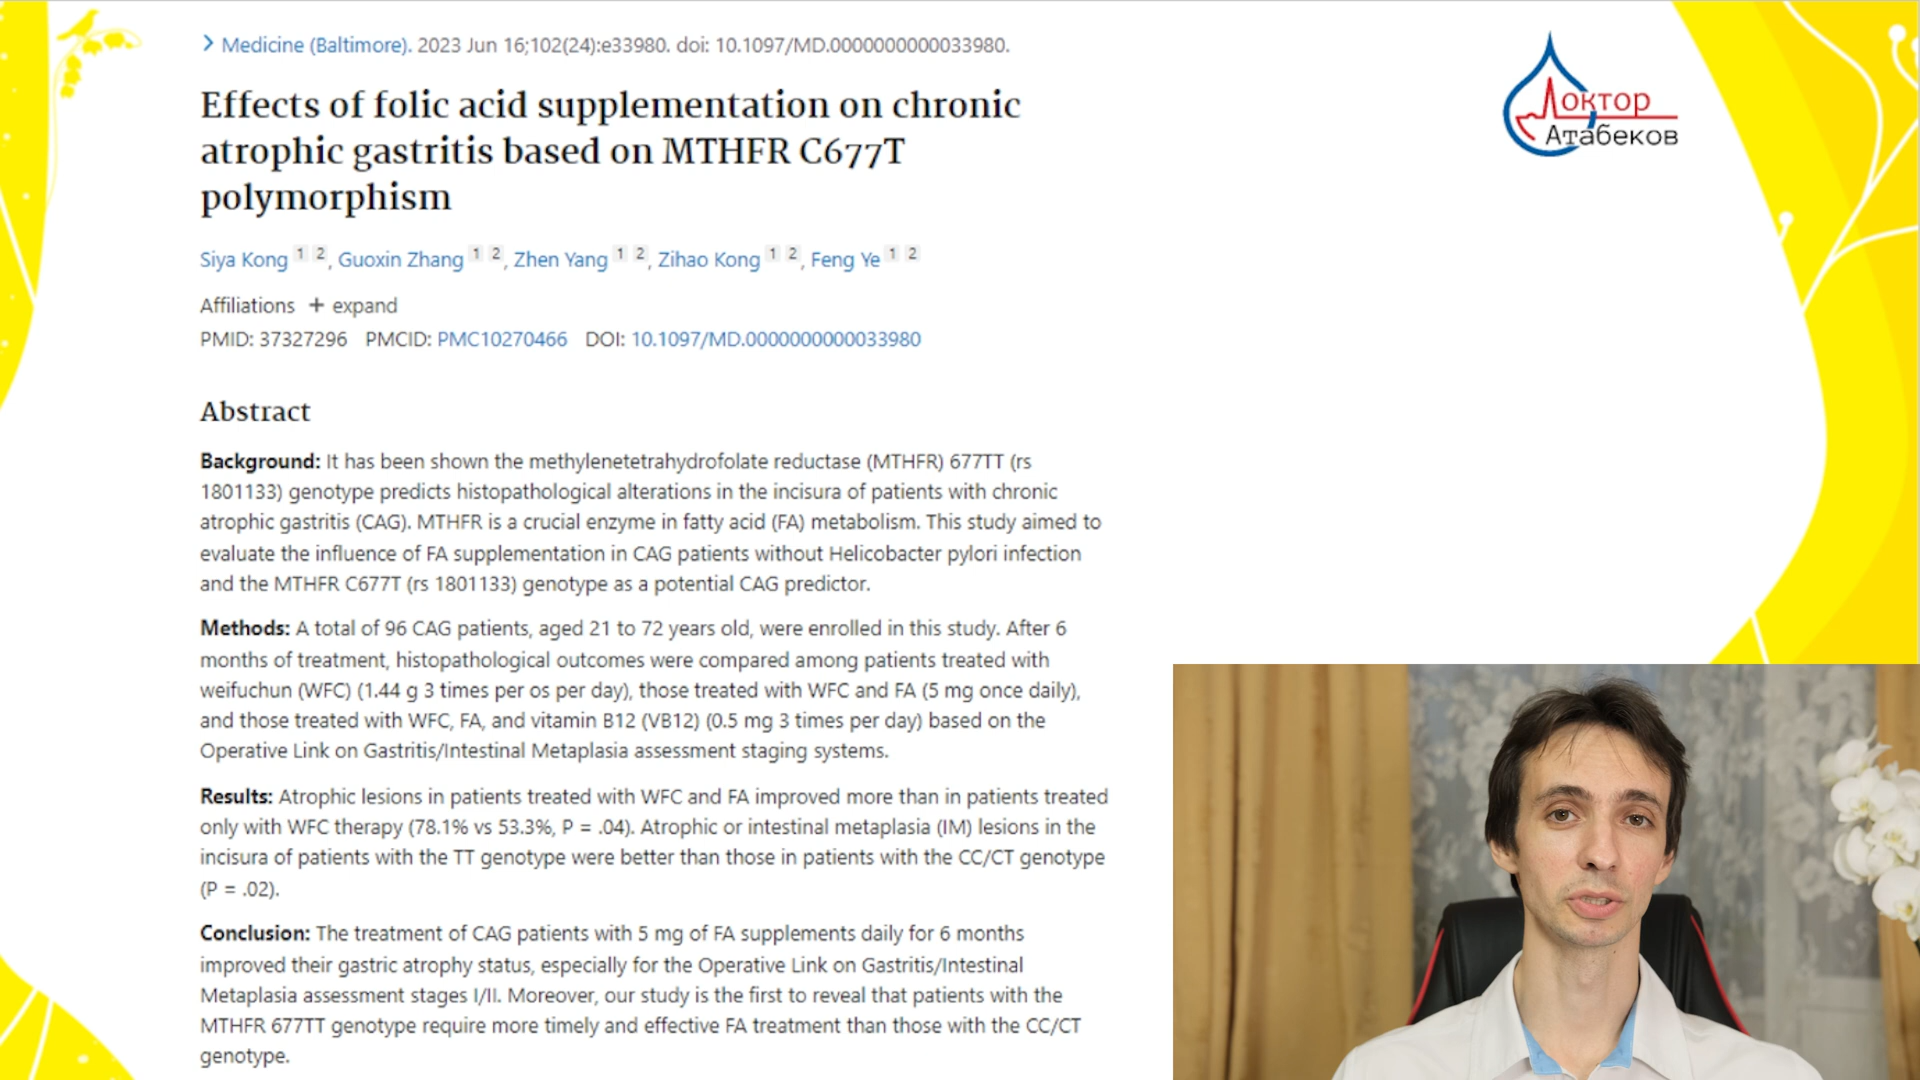 Medicine (Baltimore). 2023 Jun 16;102(24):e33980. doi: 10.1097/MD.0000000000033980.
Effects of folic acid supplementation on chronic
atrophic gastritis based on MTHFR C677T
polymorphism
Siya Kong 1 2, Guoxin Zhang 1 2, Zhen Yang 1 2, Zihao Kong 1 2, Feng Ye 1 2
Affiliations + expand
PMID: 37327296 PMCID: PMC10270466 DOI: 10.1097/MD.0000000000033980
Abstract
Background: It has been shown the methylenetetrahydrofolate reductase (MTHFR) 677TT (rs
1801133) genotype predicts histopathological alterations in the incisura of patients with chronic
atrophic gastritis (CAG). MTHFR is a crucial enzyme in fatty acid (FA) metabolism. This study aimed to
evaluate the influence of FA supplementation in CAG patients without Helicobacter pylori infection
and the MTHFR C677T (rs 1801133) genotype as a potential CAG predictor.
Methods: A total of 96 CAG patients, aged 21 to 72 years old, were enrolled in this study. After 6
months of treatment, histopathological outcomes were compared among patients treated with
weifuchun (WFC) (1.44 g 3 times per os per day), those treated with WFC and FA (5 mg once daily),
and those treated with WFC, FA, and vitamin B12 (VB12) (0.5 mg 3 times per day) based on the
Operative Link on Gastritis/Intestinal Metaplasia assessment staging systems.
Results: Atrophic lesions in patients treated with WFC and FA improved more than in patients treated
only with WFC therapy (78.1% vs 53.3%, P = .04). Atrophic or intestinal metaplasia (IM) lesions in the
incisura of patients with the TT genotype were better than those in patients with the CC/CT genotype
(P = .02).
Conclusion: The treatment of CAG patients with 5 mg of FA supplements daily for 6 months
improved their gastric atrophy status, especially for the Operative Link on Gastritis/Intestinal
Metaplasia assessment stages I/II. Moreover, our study is the first to reveal that patients with the
MTHFR 677TT genotype require more timely and effective FA treatment than those with the CC/CT
genotype.
Доктор
Атабеков